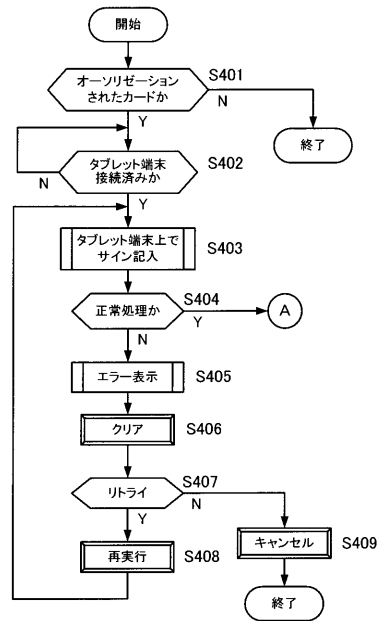 開始
オーソリゼーション
されたカードか
S401
N
Y
終了
タブレット端末
接続済みか
S402
N
Y
タブレット端末上で
サイン記入
S403
正常処理か
S404
Y
A
N
エラー表示
S405
クリア
S406
リトライ
S407
N
Y
再実行
S408
キャンセル
S409
終了